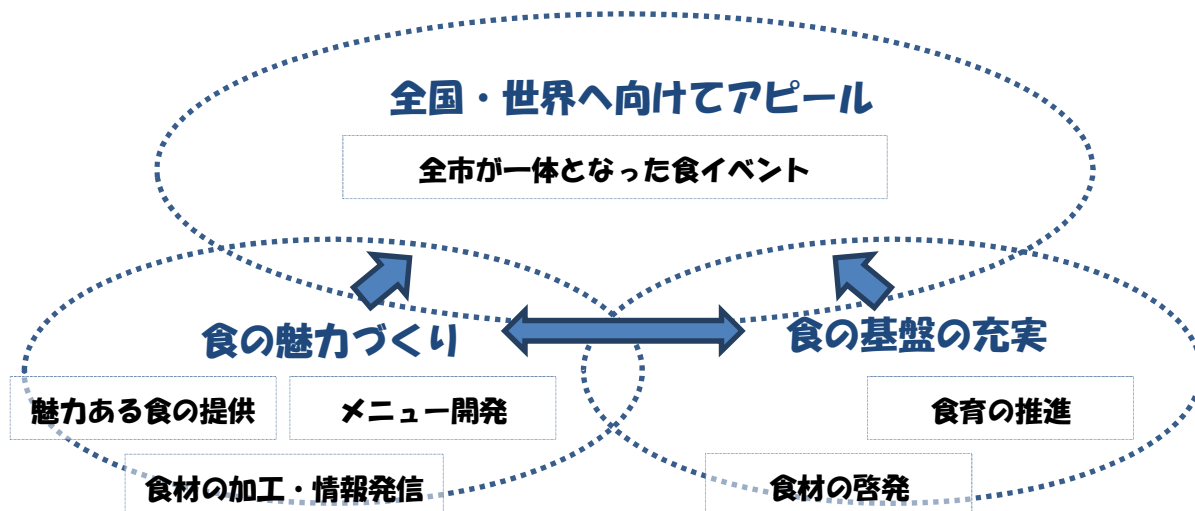 全国・世界へ向けてアピール
全市が一体となった食イベント
食の魅力づくり
食の基盤の充実
魅力ある食の提供
メニュー開発
食育の推進
食材の加工・情報発信
食材の啓発